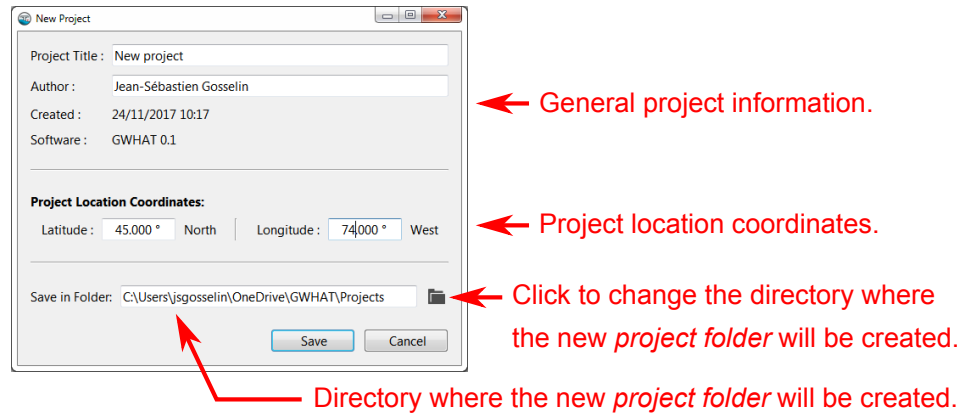 New Project
Project Title : New project
Author : Jean-Sébastien Gosselin
Created : 24/11/2017 10:17
Software : GWHAT 0.1
General project information.
Project Location Coordinates:
Latitude : 45.000 ° North Longitude : 74.000 ° West
Project location coordinates.
Save in Folder: C:\Users\jsgosselin\OneDrive\GWHAT\Projects
Click to change the directory where
the new project folder will be created.
Save Cancel
Directory where the new project folder will be created.